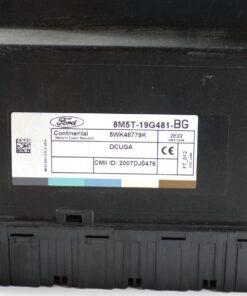 Ford
8M5T-19G481-BG
Continental
5WK48779K
2E22
Made in Czech Republic
DCUGA
CE
CMII ID: 2007DJ0476